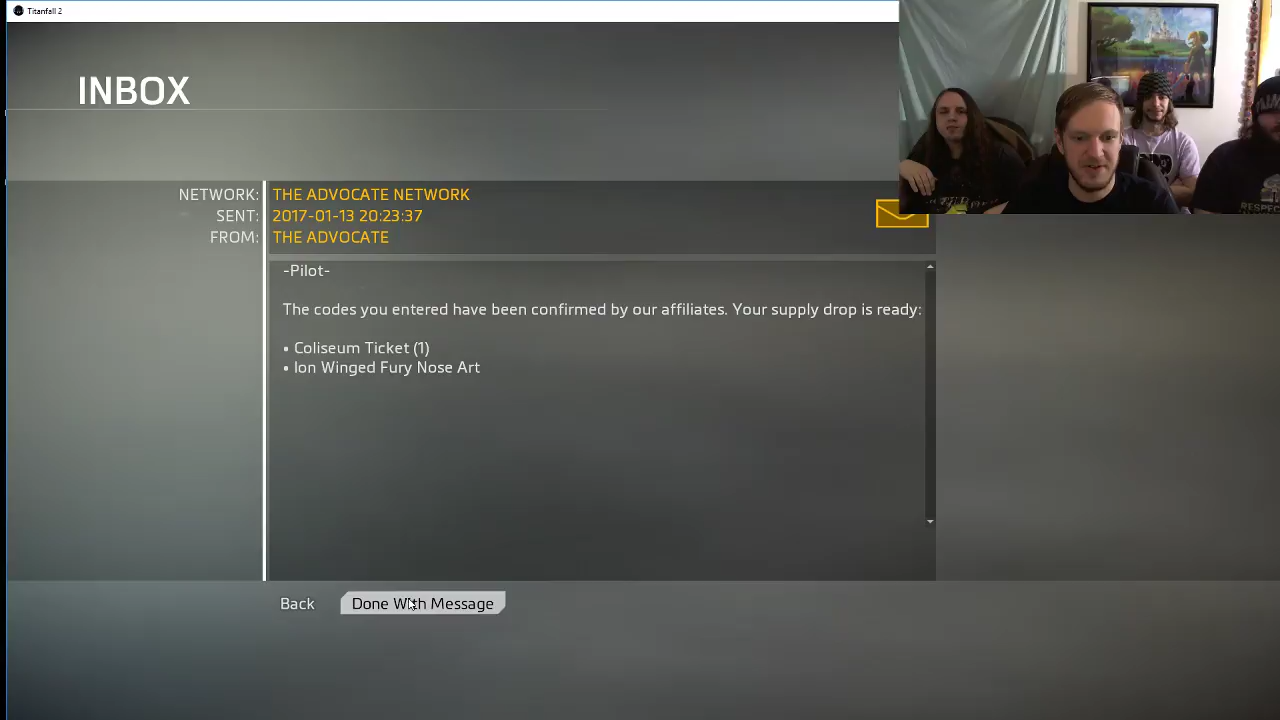 Titanfall 2
INBOX
NETWORK: THE ADVOCATE NETWORK
SENT: 2017-01-13 20:23:37
FROM: THE ADVOCATE
-Pilot-
The codes you entered have been confirmed by our affiliates. Your supply drop is ready:
• Coliseum Ticket (1)
• Ion Winged Fury Nose Art
Back
Done With Message
RESPECT